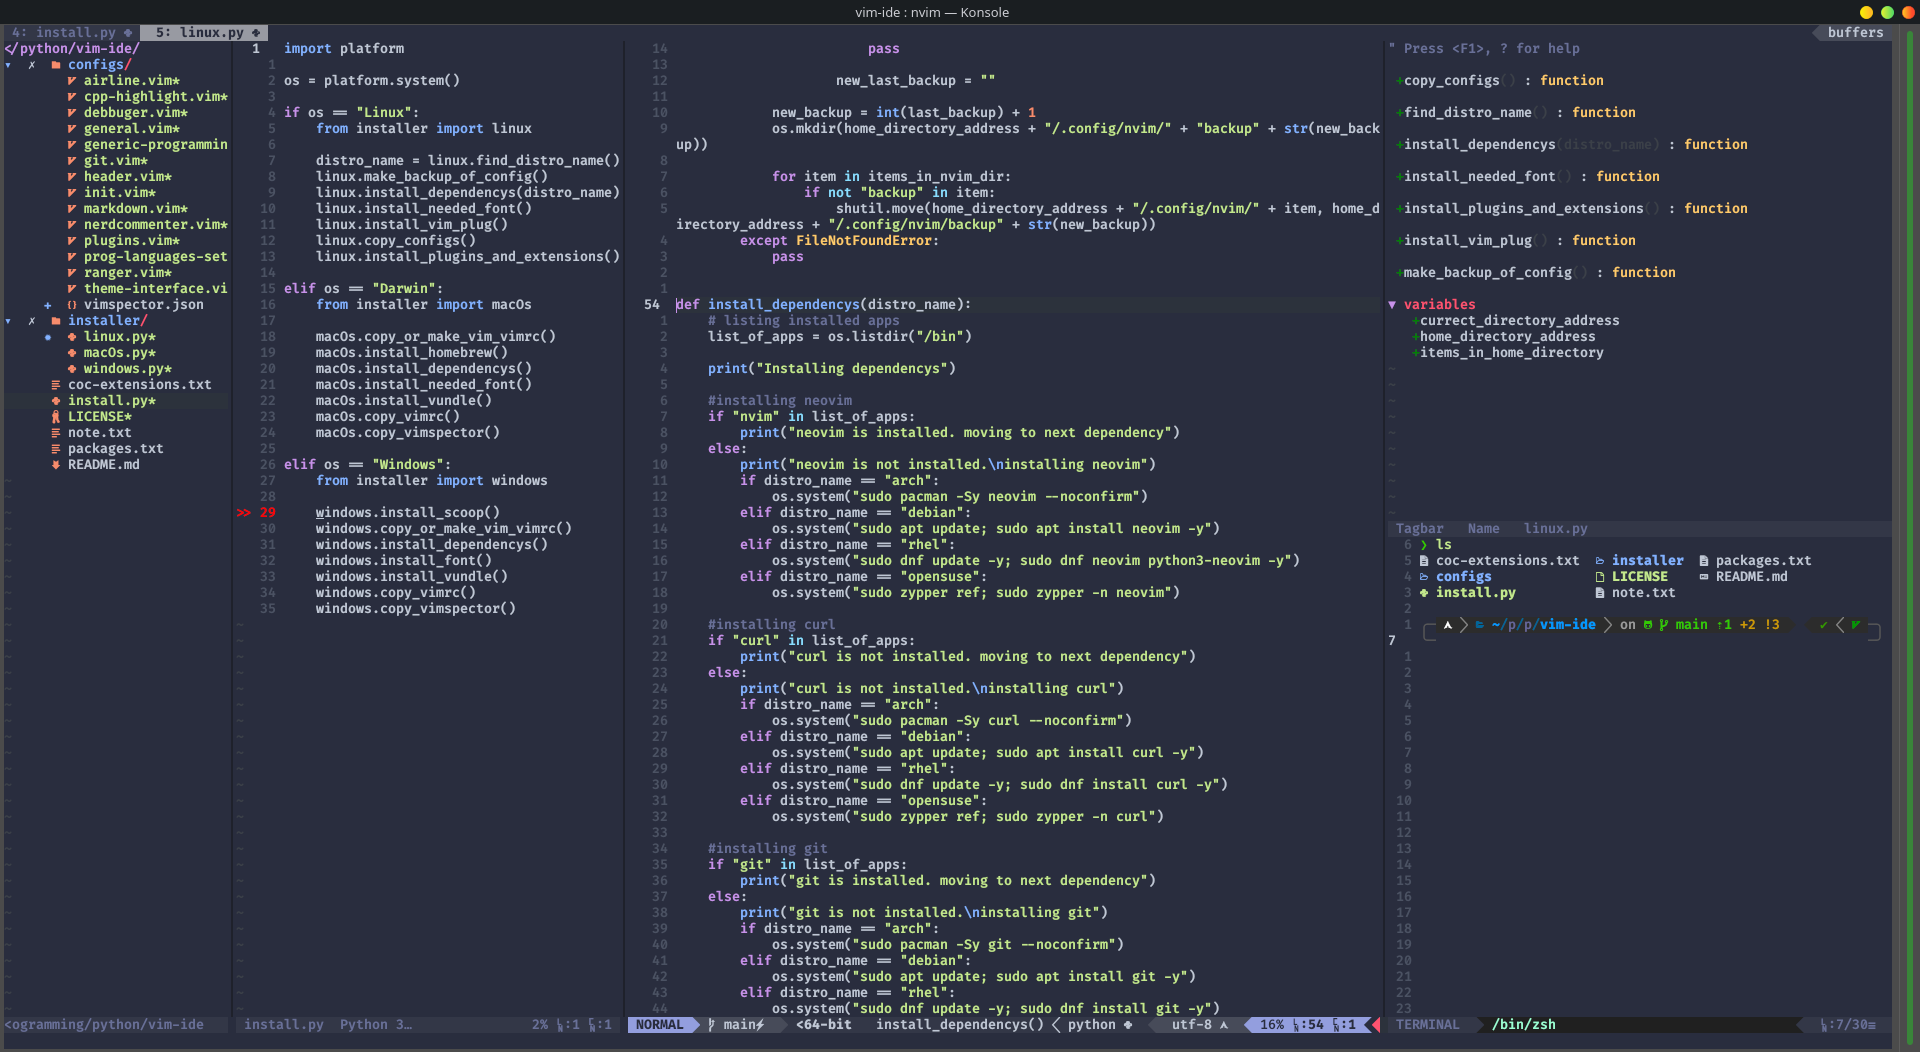 vim-ide : nvim — Konsole
4: install.py
5: linux.py
buffers
</python/vim-ide/
▾ ✗ configs/
airline.vim*
cpp-highlight.vim*
debbuger.vim*
general.vim*
generic-programmin
git.vim*
header.vim*
init.vim*
markdown.vim*
nerdcommenter.vim*
plugins.vim*
prog-languages-set
ranger.vim*
theme-interface.vi
+ {} vimspector.json
▾ ✗ installer/
linux.py*
macOs.py*
windows.py*
coc-extensions.txt
install.py*
LICENSE*
note.txt
packages.txt
README.md
<ogramming/python/vim-ide
1 import platform
1
2 os = platform.system()
3
4 if os == "Linux":
5 from installer import linux
6
7 distro_name = linux.find_distro_name()
8 linux.make_backup_of_config()
9 linux.install_dependencys(distro_name)
10 linux.install_needed_font()
11 linux.install_vim_plug()
12 linux.copy_configs()
13 linux.install_plugins_and_extensions()
14
15 elif os == "Darwin":
16 from installer import macOs
17
18 macOs.copy_or_make_vim_vimrc()
19 macOs.install_homebrew()
20 macOs.install_dependencys()
21 macOs.install_needed_font()
22 macOs.install_vundle()
23 macOs.copy_vimrc()
24 macOs.copy_vimspector()
25
26 elif os == "Windows":
27 from installer import windows
28
>> 29 windows.install_scoop()
30 windows.copy_or_make_vim_vimrc()
31 windows.install_dependencys()
32 windows.install_font()
33 windows.install_vundle()
34 windows.copy_vimrc()
35 windows.copy_vimspector()
install.py Python 3… 2% :1 :1
14 pass
13
12 new_last_backup = ""
11
10 new_backup = int(last_backup) + 1
9 os.mkdir(home_directory_address + "/.config/nvim/" + "backup" + str(new_back
up))
8
7 for item in items_in_nvim_dir:
6 if not "backup" in item:
5 shutil.move(home_directory_address + "/.config/nvim/" + item, home_d
irectory_address + "/.config/nvim/backup" + str(new_backup))
4 except FileNotFoundError:
3 pass
2
1
54 def install_dependencys(distro_name):
1 # listing installed apps
2 list_of_apps = os.listdir("/bin")
3
4 print("Installing dependencys")
5
6 #installing neovim
7 if "nvim" in list_of_apps:
8 print("neovim is installed. moving to next dependency")
9 else:
10 print("neovim is not installed.\ninstalling neovim")
11 if distro_name == "arch":
12 os.system("sudo pacman -Sy neovim --noconfirm")
13 elif distro_name == "debian":
14 os.system("sudo apt update; sudo apt install neovim -y")
15 elif distro_name == "rhel":
16 os.system("sudo dnf update -y; sudo dnf neovim python3-neovim -y")
17 elif distro_name == "opensuse":
18 os.system("sudo zypper ref; sudo zypper -n neovim")
19
20 #installing curl
21 if "curl" in list_of_apps:
22 print("curl is not installed. moving to next dependency")
23 else:
24 print("curl is not installed.\ninstalling curl")
25 if distro_name == "arch":
26 os.system("sudo pacman -Sy curl --noconfirm")
27 elif distro_name == "debian":
28 os.system("sudo apt update; sudo apt install curl -y")
29 elif distro_name == "rhel":
30 os.system("sudo dnf update -y; sudo dnf install curl -y")
31 elif distro_name == "opensuse":
32 os.system("sudo zypper ref; sudo zypper -n curl")
33
34 #installing git
35 if "git" in list_of_apps:
36 print("git is installed. moving to next dependency")
37 else:
38 print("git is not installed.\ninstalling git")
39 if distro_name == "arch":
40 os.system("sudo pacman -Sy git --noconfirm")
41 elif distro_name == "debian":
42 os.system("sudo apt update; sudo apt install git -y")
43 elif distro_name == "rhel":
44 os.system("sudo dnf update -y; sudo dnf install git -y")
NORMAL main⚡ <64-bit install_dependencys() python utf-8 16% :54 :1
" Press <F1>, ? for help
+copy_configs() : function
+find_distro_name() : function
+install_dependencys(distro_name) : function
+install_needed_font() : function
+install_plugins_and_extensions() : function
+install_vim_plug() : function
+make_backup_of_config() : function
▼ variables
+currect_directory_address
+home_directory_address
+items_in_home_directory
Tagbar Name linux.py
6 ❯ ls
5 coc-extensions.txt installer packages.txt
4 configs LICENSE README.md
3 install.py note.txt
2
1 ~/p/p/vim-ide on main ⇡1 +2 !3 ✔
7
1
2
3
4
5
6
7
8
9
10
11
12
13
14
15
16
17
18
19
20
21
22
23
TERMINAL /bin/zsh :7/30≡